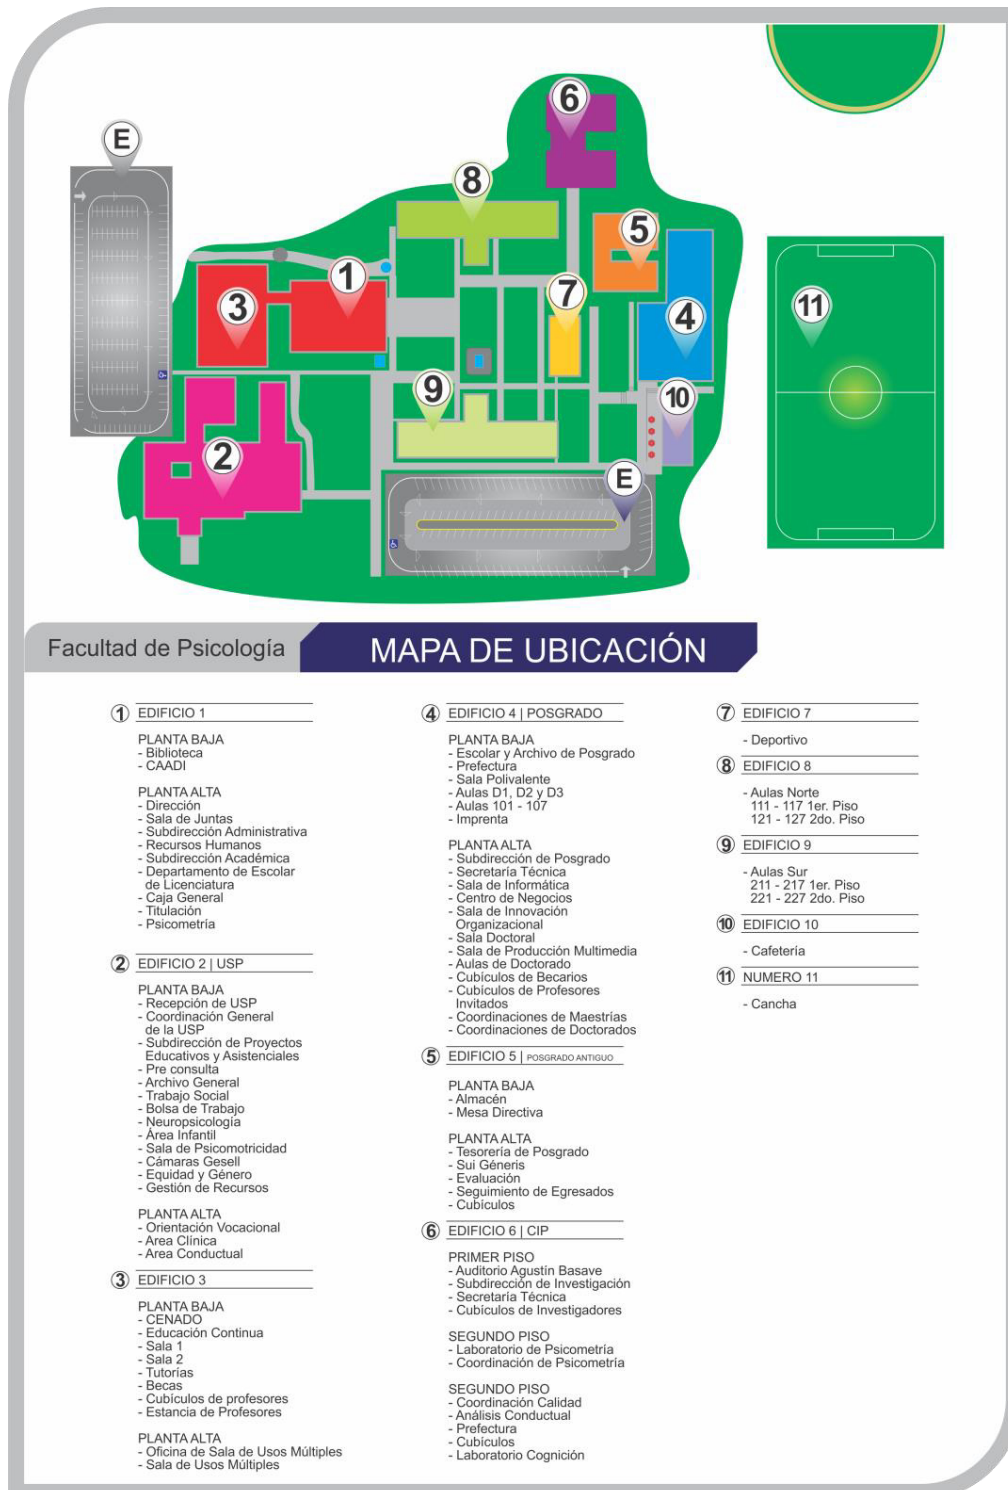 E
6
8
5
1
3
7
4
11
9
10
2
E
Facultad de Psicología
MAPA DE UBICACIÓN
1 EDIFICIO 1
PLANTA BAJA
- Biblioteca
- CAADI
PLANTA ALTA
- Dirección
- Sala de Juntas
- Subdirección Administrativa
- Recursos Humanos
- Subdirección Académica
- Departamento de Escolar
de Licenciatura
- Caja General
- Titulación
- Psicometría
2 EDIFICIO 2 | USP
PLANTA BAJA
- Recepción de USP
- Coordinación General
de la USP
- Subdirección de Proyectos
Educativos y Asistenciales
- Pre consulta
- Archivo General
- Trabajo Social
- Bolsa de Trabajo
- Neuropsicología
- Área Infantil
- Sala de Psicomotricidad
- Cámaras Gesell
- Equidad y Género
- Gestión de Recursos
PLANTA ALTA
- Orientación Vocacional
- Area Clínica
- Area Conductual
3 EDIFICIO 3
PLANTA BAJA
- CENADO
- Educación Continua
- Sala 1
- Sala 2
- Tutorías
- Becas
- Cubículos de profesores
- Estancia de Profesores
PLANTA ALTA
- Oficina de Sala de Usos Múltiples
- Sala de Usos Múltiples
4 EDIFICIO 4 | POSGRADO
PLANTA BAJA
- Escolar y Archivo de Posgrado
- Prefectura
- Sala Polivalente
- Aulas D1, D2 y D3
- Aulas 101 - 107
- Imprenta
PLANTA ALTA
- Subdirección de Posgrado
- Secretaría Técnica
- Sala de Informática
- Centro de Negocios
- Sala de Innovación
Organizacional
- Sala Doctoral
- Sala de Producción Multimedia
- Aulas de Doctorado
- Cubículos de Becarios
- Cubículos de Profesores
Invitados
- Coordinaciones de Maestrías
- Coordinaciones de Doctorados
5 EDIFICIO 5 | POSGRADO ANTIGUO
PLANTA BAJA
- Almacén
- Mesa Directiva
PLANTA ALTA
- Tesorería de Posgrado
- Sui Géneris
- Evaluación
- Seguimiento de Egresados
- Cubículos
6 EDIFICIO 6 | CIP
PRIMER PISO
- Auditorio Agustín Basave
- Subdirección de Investigación
- Secretaría Técnica
- Cubículos de Investigadores
SEGUNDO PISO
- Laboratorio de Psicometría
- Coordinación de Psicometría
SEGUNDO PISO
- Coordinación Calidad
- Análisis Conductual
- Prefectura
- Cubículos
- Laboratorio Cognición
7 EDIFICIO 7
- Deportivo
8 EDIFICIO 8
- Aulas Norte
111 - 117 1er. Piso
121 - 127 2do. Piso
9 EDIFICIO 9
- Aulas Sur
211 - 217 1er. Piso
221 - 227 2do. Piso
10 EDIFICIO 10
- Cafetería
11 NUMERO 11
- Cancha